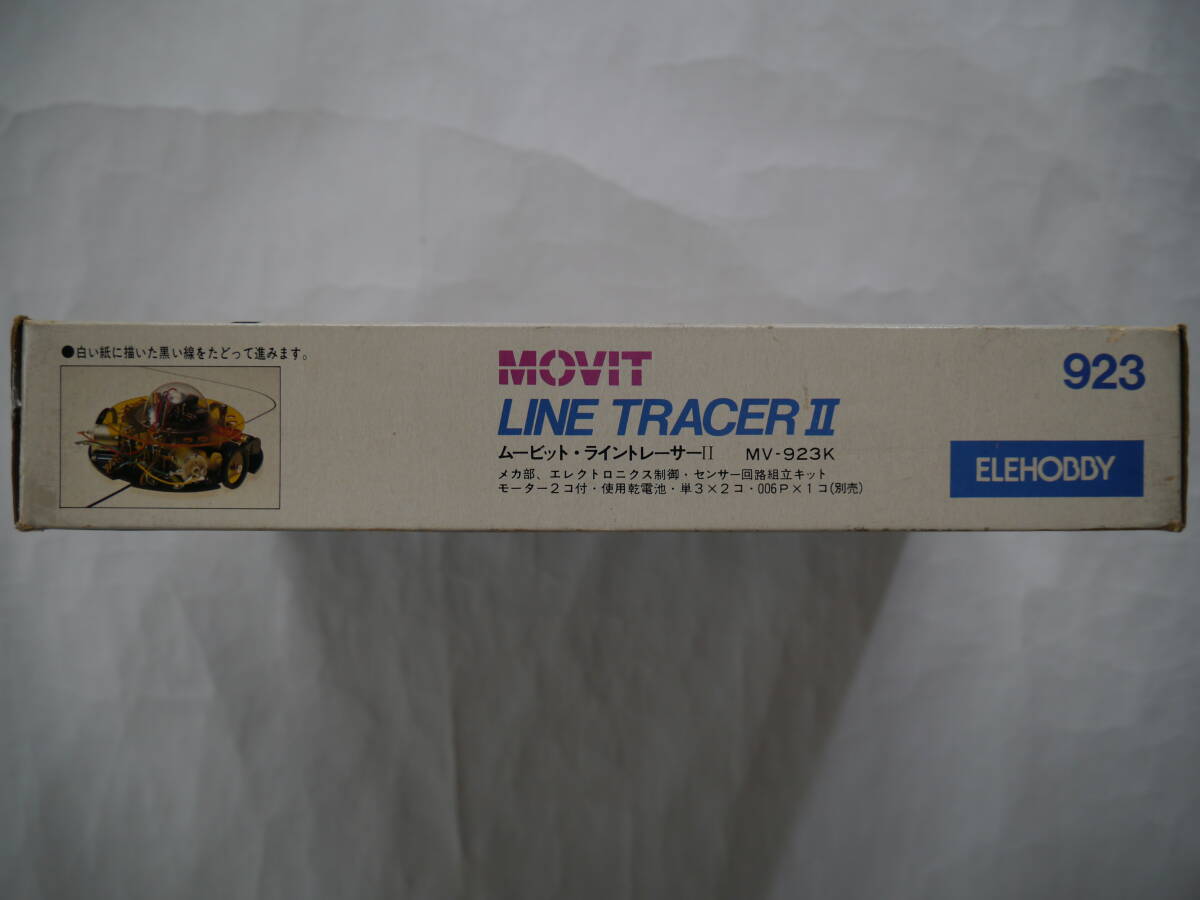 ●白い紙に描いた黒い線をたどって進みます。
MOVIT
LINE TRACER II
ムービット・ライントレーサーII MV-923K
メカ部、エレクトロニクス制御・センサー回路組立キット
モーター2コ付・使用乾電池・単3×2コ・006P×1コ(別売)
923
ELEHOBBY